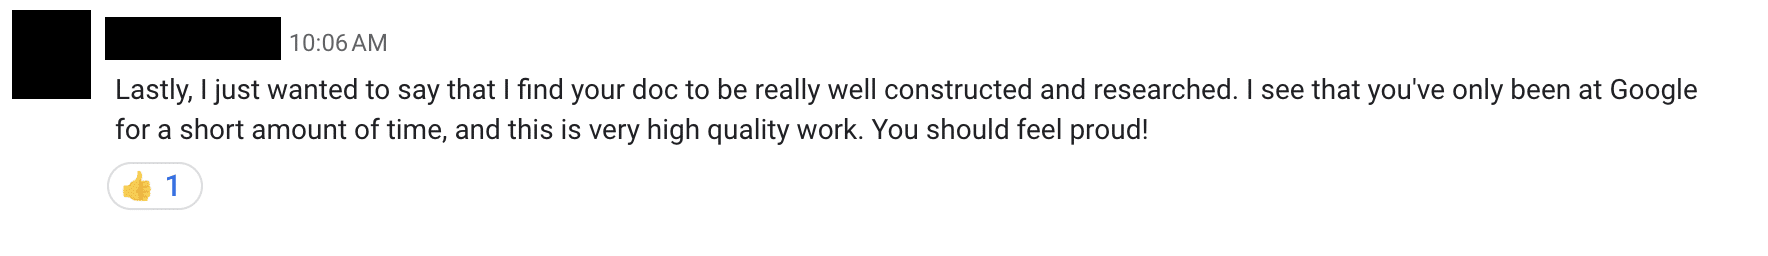 10:06 AM
Lastly, I just wanted to say that I find your doc to be really well constructed and researched. I see that you've only been at Google
for a short amount of time, and this is very high quality work. You should feel proud!
👍 1